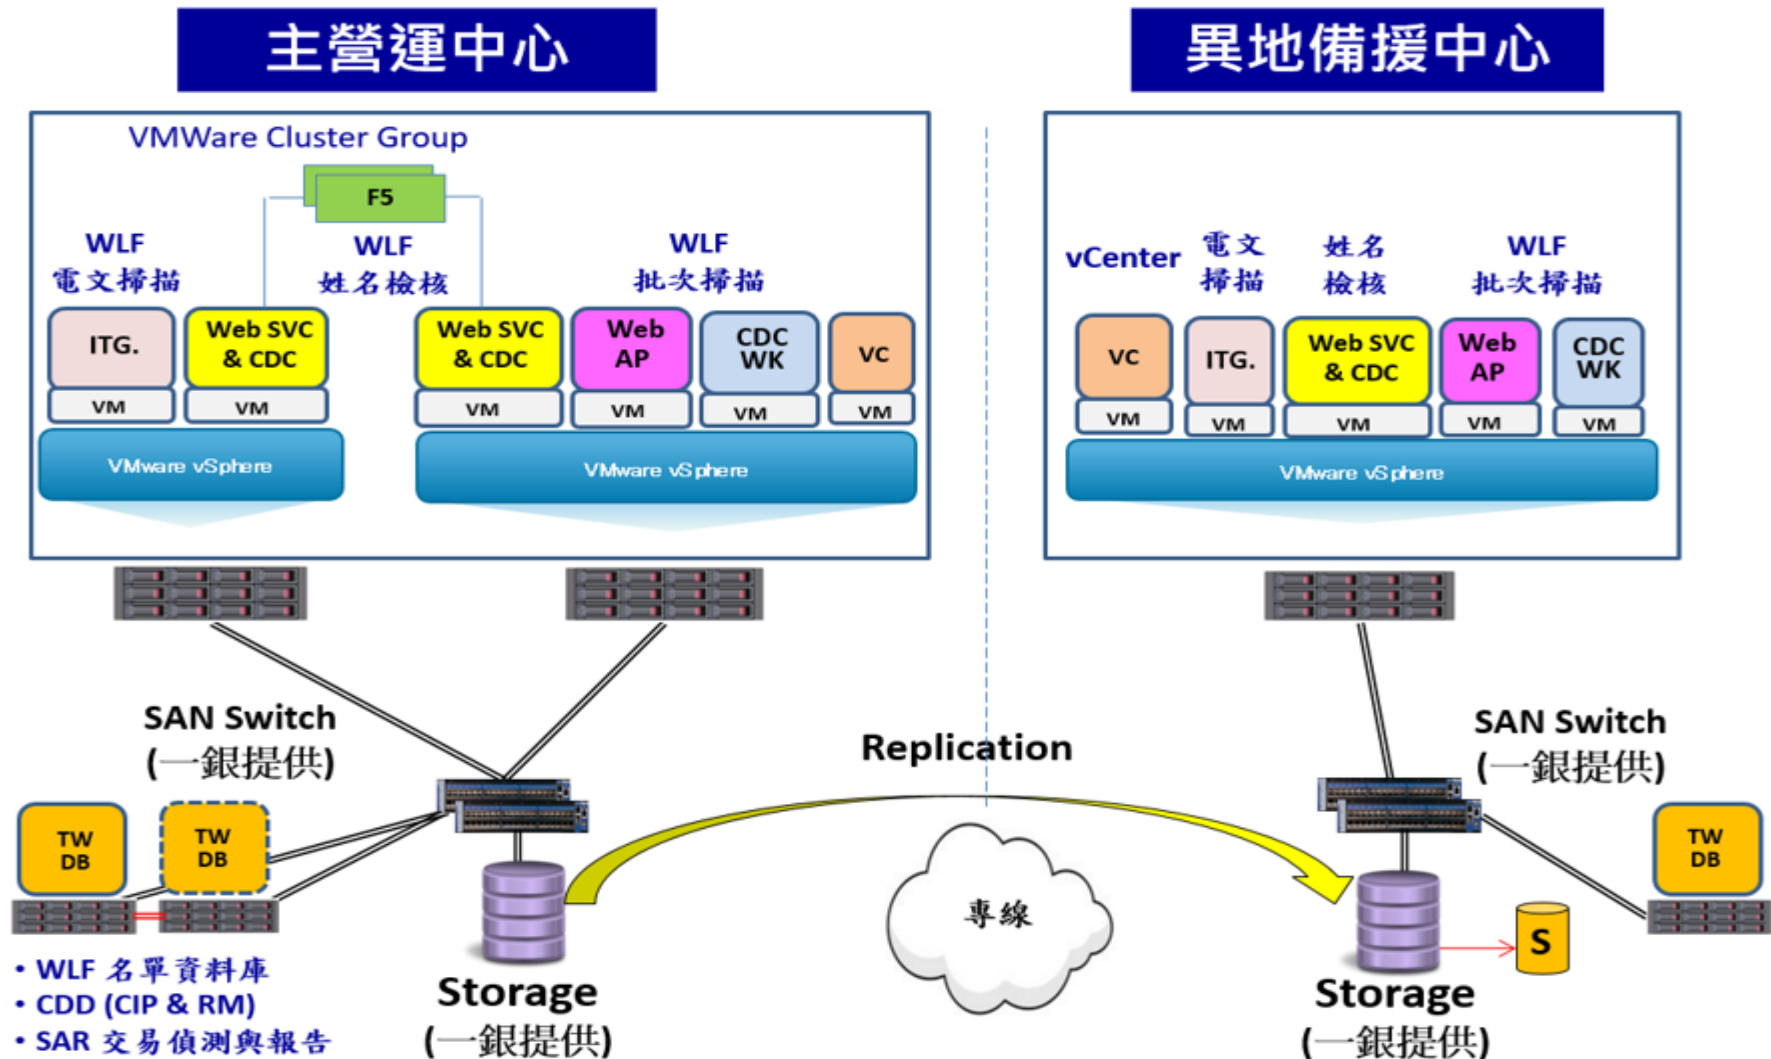 主營運中心
異地備援中心
VMWare Cluster Group
F5
WLF
電文掃描
WLF
姓名檢核
WLF
批次掃描
ITG.
VM
Web SVC
& CDC
VM
Web SVC
& CDC
VM
Web
AP
VM
CDC
WK
VM
VC
VM
VMware vSphere
VMware vSphere
vCenter
電文
掃描
姓名
檢核
WLF
批次掃描
VC
VM
ITG.
VM
Web SVC
& CDC
VM
Web
AP
VM
CDC
WK
VM
VMware vSphere
SAN Switch
(一銀提供)
Replication
SAN Switch
(一銀提供)
TW
DB
TW
DB
專線
TW
DB
S
• WLF 名單資料庫
• CDD (CIP & RM)
• SAR 交易偵測與報告
Storage
(一銀提供)
Storage
(一銀提供)